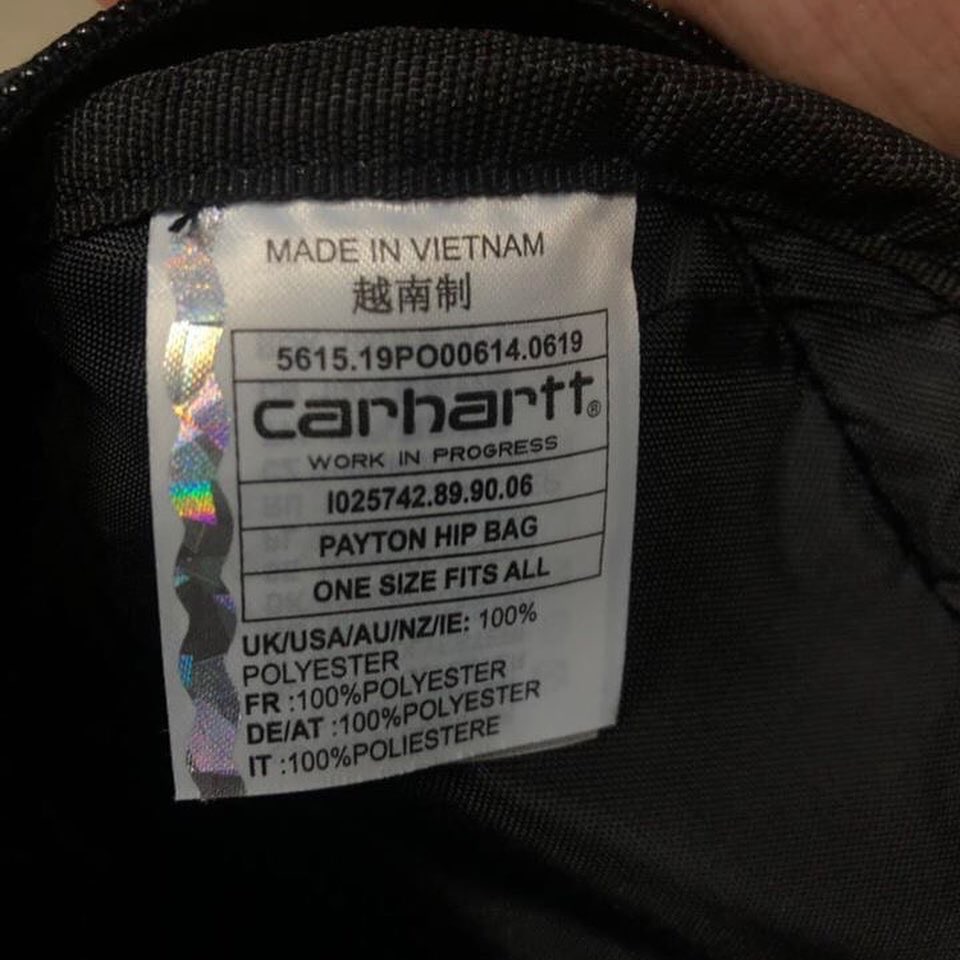 MADE IN VIETNAM
越南制
5615.19PO00614.0619
carhartt®
WORK IN PROGRESS
I025742.89.90.06
PAYTON HIP BAG
ONE SIZE FITS ALL
UK/USA/AU/NZ/IE: 100%
POLYESTER
FR :100%POLYESTER
DE/AT :100%POLYESTER
IT :100%POLIESTERE